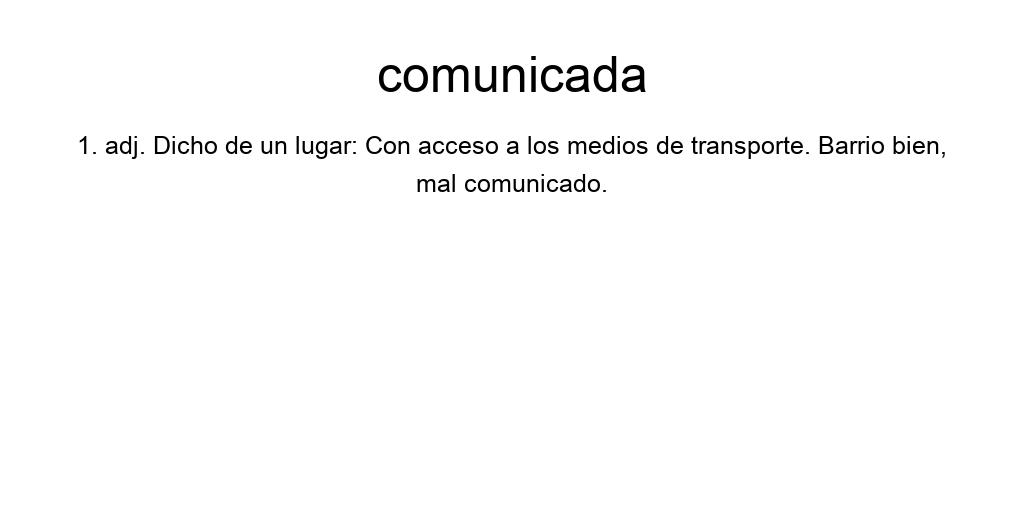 comunicada
1. adj. Dicho de un lugar: Con acceso a los medios de transporte. Barrio bien,
mal comunicado.